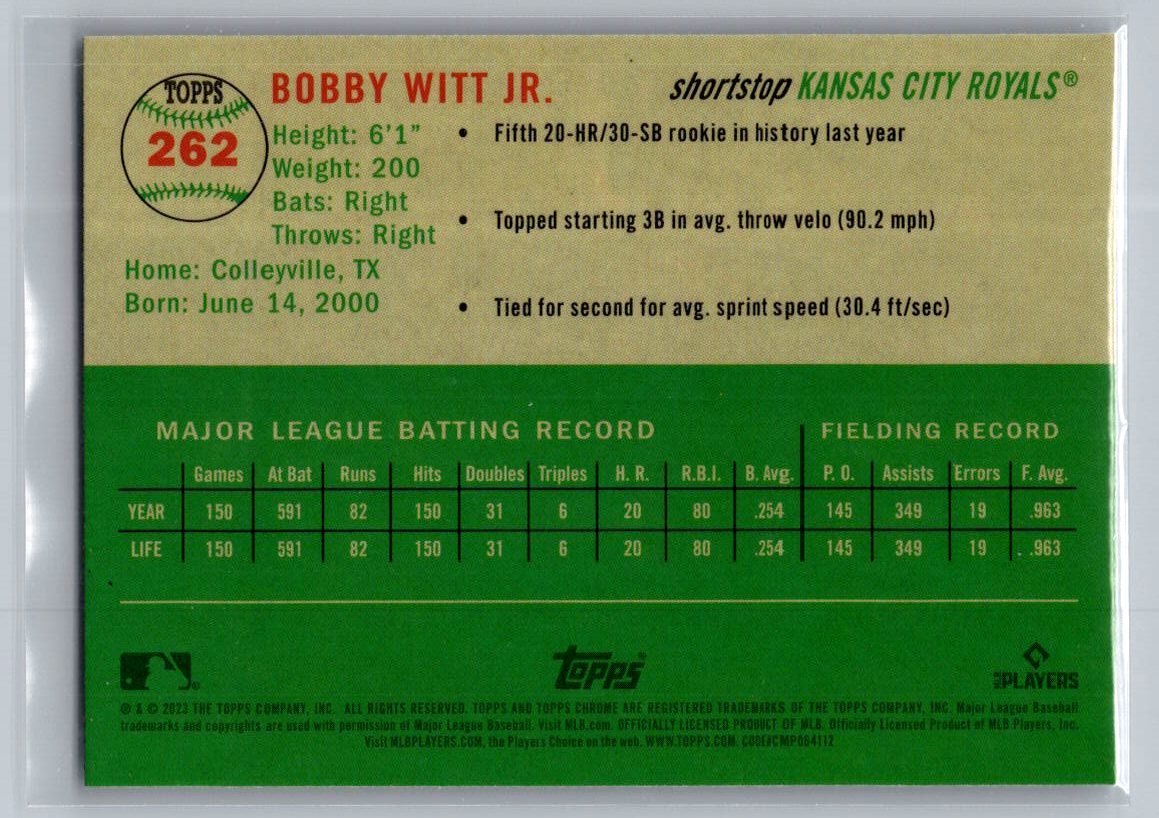 TOPPS
262
BOBBY WITT JR.
shortstop KANSAS CITY ROYALS®
Height: 6'1"
Weight: 200
Bats: Right
Throws: Right
Home: Colleyville, TX
Born: June 14, 2000
• Fifth 20-HR/30-SB rookie in history last year
• Topped starting 3B in avg. throw velo (90.2 mph)
• Tied for second for avg. sprint speed (30.4 ft/sec)
MAJOR LEAGUE BATTING RECORD FIELDING RECORD
Games At Bat Runs Hits Doubles Triples H. R. R.B.I. B. Avg. P. O. Assists Errors F. Avg.
YEAR 150 591 82 150 31 6 20 80 .254 145 349 19 .963
LIFE 150 591 82 150 31 6 20 80 .254 145 349 19 .963
Topps®
MLB PLAYERS
® & © 2023 THE TOPPS COMPANY, INC. ALL RIGHTS RESERVED. TOPPS AND TOPPS CHROME ARE REGISTERED TRADEMARKS OF THE TOPPS COMPANY, INC. Major League Baseball
trademarks and copyrights are used with permission of Major League Baseball. Visit MLB.com. OFFICIALLY LICENSED PRODUCT OF MLB. Officially Licensed Product of MLB Players, Inc.
Visit MLBPLAYERS.COM, the Players Choice on the web. WWW.TOPPS.COM. CODE#CMP064112